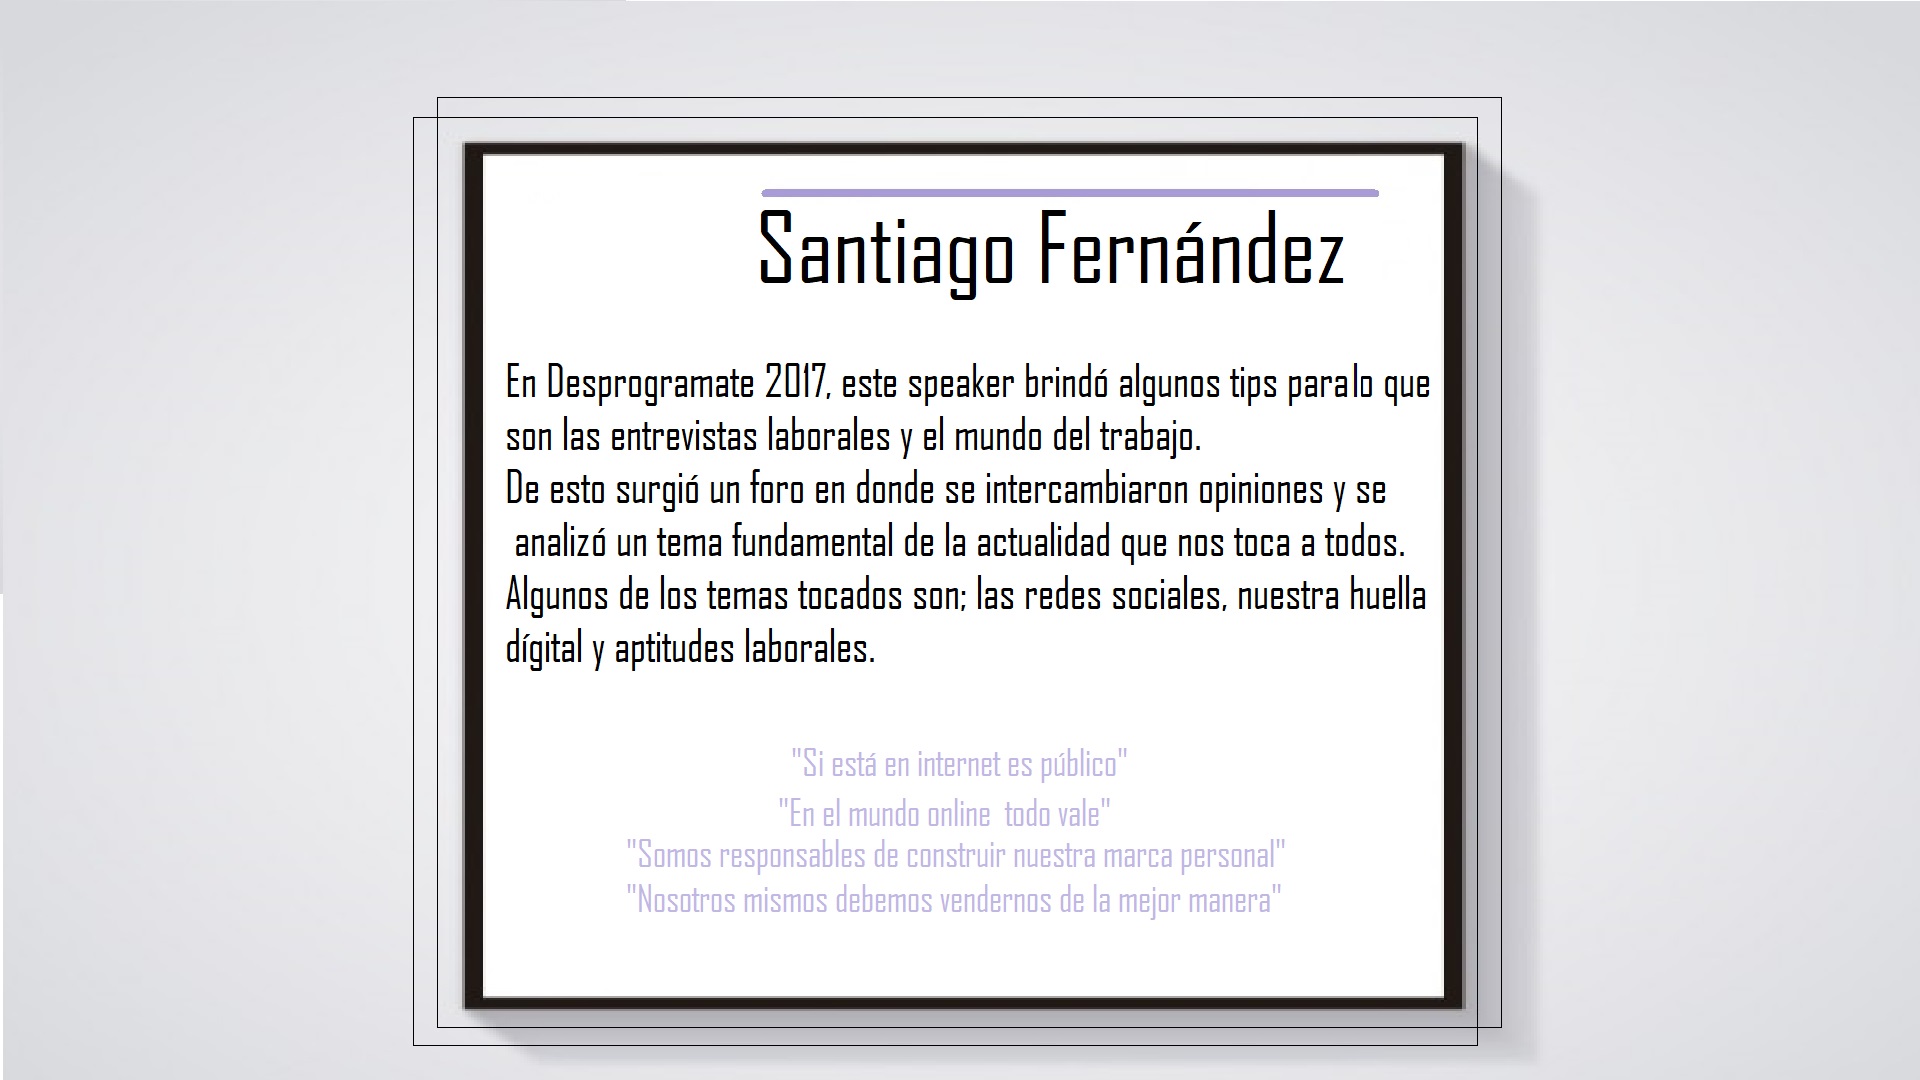 Santiago Fernández
En Desprogramate 2017, este speaker brindó algunos tips para lo que
son las entrevistas laborales y el mundo del trabajo.
De esto surgió un foro en donde se intercambiaron opiniones y se
analizó un tema fundamental de la actualidad que nos toca a todos.
Algunos de los temas tocados son; las redes sociales, nuestra huella
dígital y aptitudes laborales.
"Si está en internet es público"
"En el mundo online todo vale"
"Somos responsables de construir nuestra marca personal"
"Nosotros mismos debemos vendernos de la mejor manera"